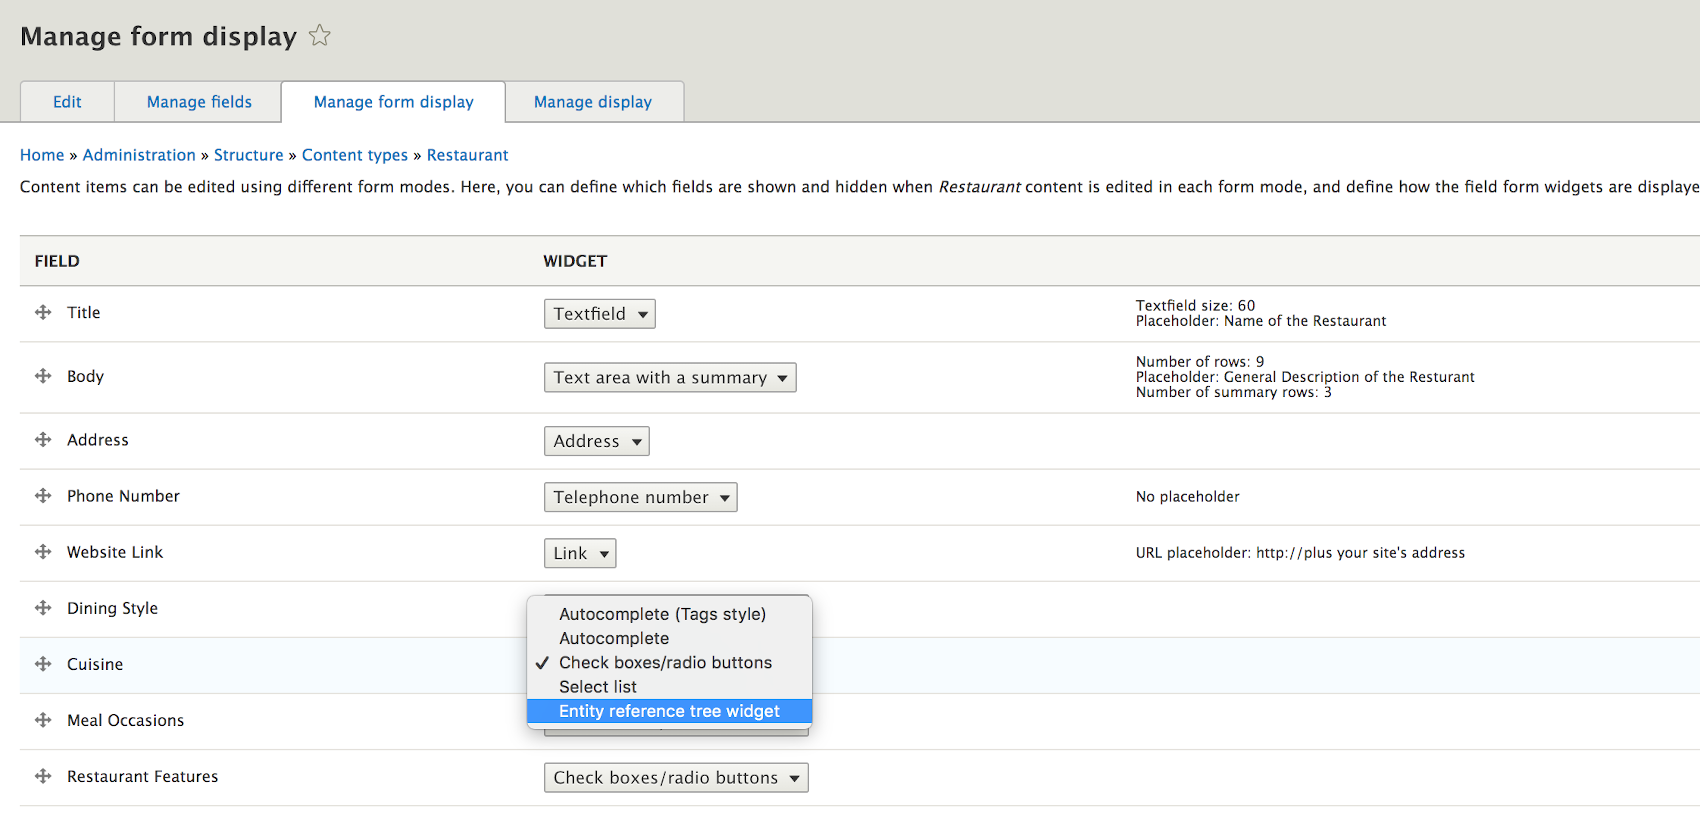 Manage form display
Edit
Manage fields
Manage form display
Manage display
Home » Administration » Structure » Content types » Restaurant
Content items can be edited using different form modes. Here, you can define which fields are shown and hidden when Restaurant content is edited in each form mode, and define how the field form widgets are displaye
FIELD
WIDGET
Title
Textfield
Textfield size: 60
Placeholder: Name of the Restaurant
Body
Text area with a summary
Number of rows: 9
Placeholder: General Description of the Resturant
Number of summary rows: 3
Address
Address
Phone Number
Telephone number
No placeholder
Website Link
Link
URL placeholder: http://plus your site's address
Dining Style
Autocomplete (Tags style)
Autocomplete
Cuisine
✓ Check boxes/radio buttons
Select list
Entity reference tree widget
Meal Occasions
Restaurant Features
Check boxes/radio buttons